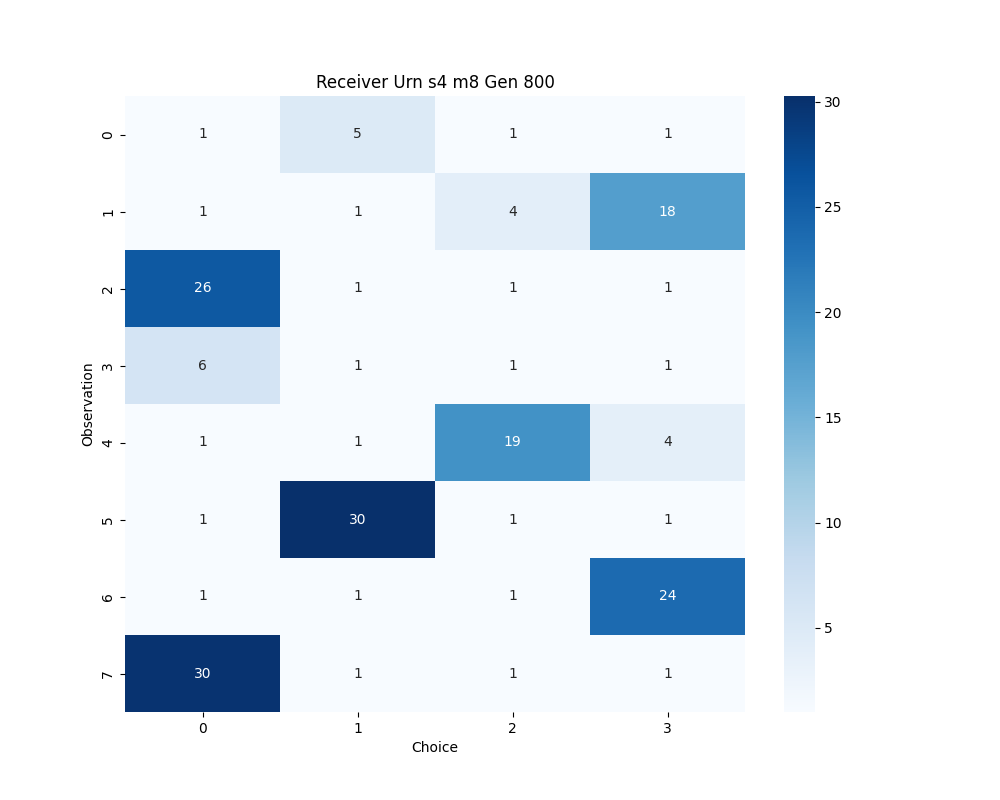 Receiver Urn s4 m8 Gen 800
0 1 5 1 1
1 1 1 4 18
2 26 1 1 1
3 6 1 1 1
4 1 1 19 4
5 1 30 1 1
6 1 1 1 24
7 30 1 1 1
0 1 2 3
Observation
Choice
30
25
20
15
10
5